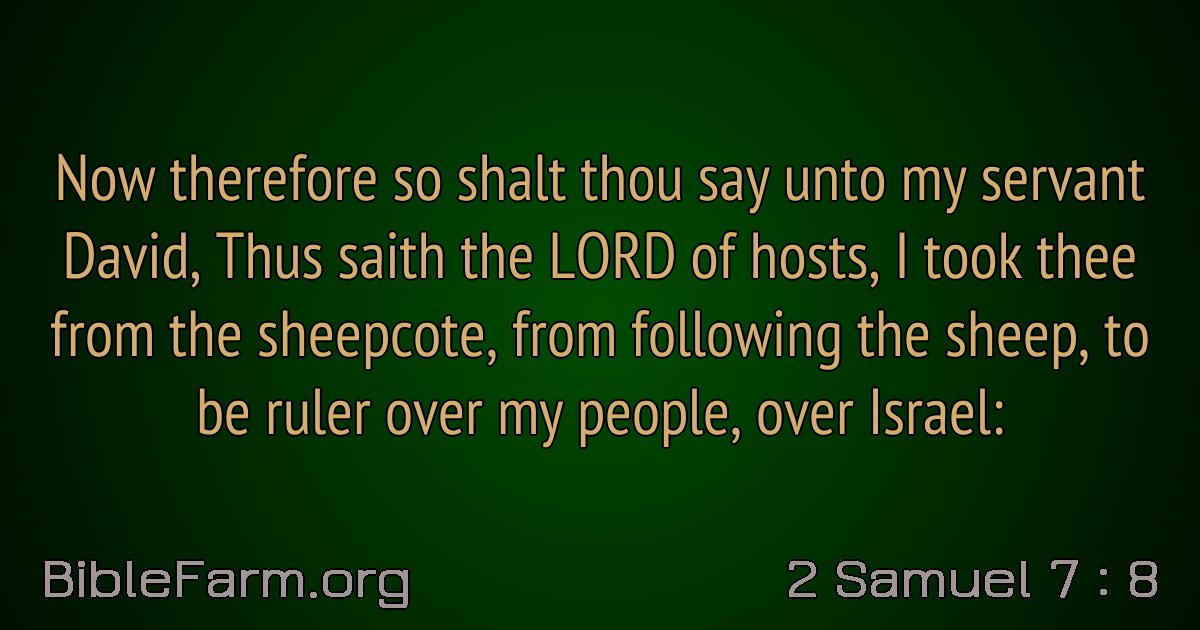 Now therefore so shalt thou say unto my servant
David, Thus saith the LORD of hosts, I took thee
from the sheepcote, from following the sheep, to
be ruler over my people, over Israel:
BibleFarm.org
2 Samuel 7 : 8